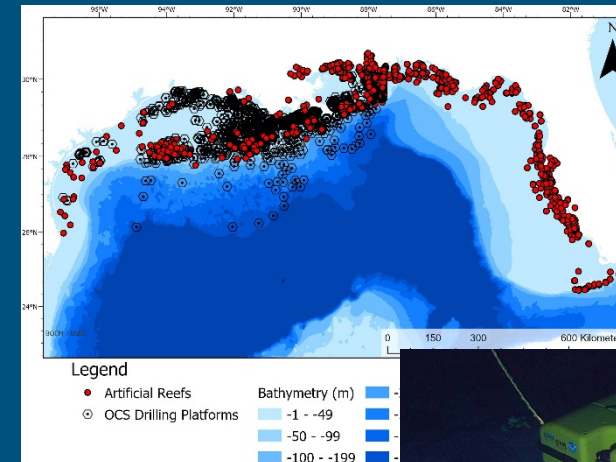 96°W 94°W 92°W 90°W 88°W 86°W 84°W 82°W
N
30°N
28°N
26°N
24°N
0 150 300 600 Kilomete
Legend
Artificial Reefs
OCS Drilling Platforms
Bathymetry (m)
-1 - -49
-50 - -99
-100 - -199